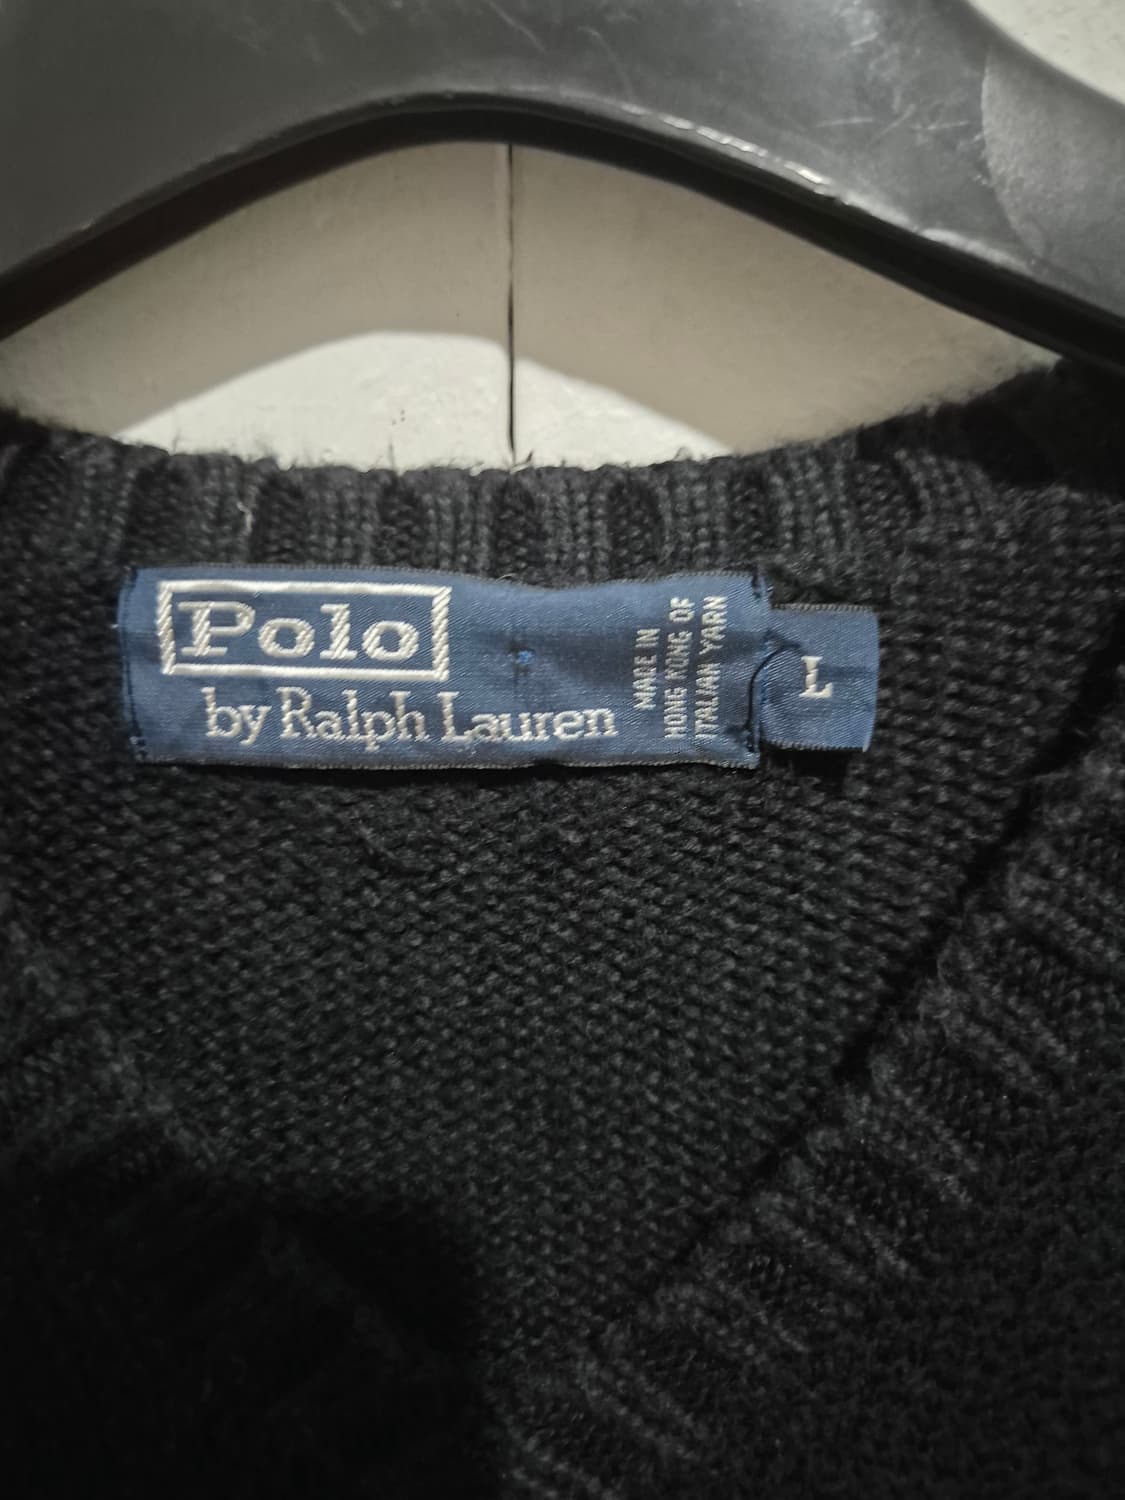 Polo
by Ralph Lauren
MADE IN
HONG KONG OF
ITALIAN YARN
L